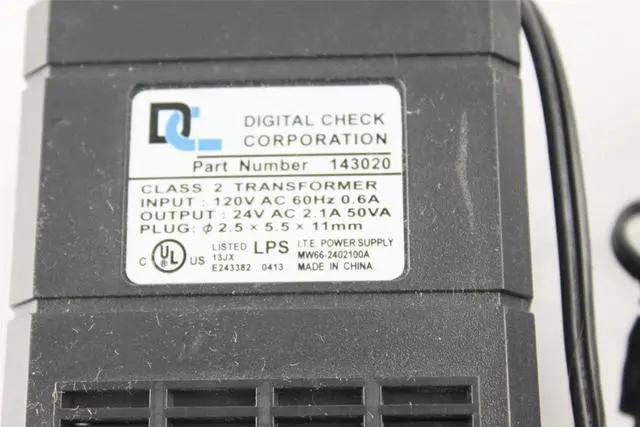 DC
DIGITAL CHECK
CORPORATION
Part Number 143020
CLASS 2 TRANSFORMER
INPUT : 120V AC 60Hz 0.6A
OUTPUT : 24V AC 2.1A 50VA
PLUG: ϕ 2.5 × 5.5 × 11mm
C UL US LISTED LPS I.T.E. POWER SUPPLY
13JX MW66-2402100A
E243382 0413 MADE IN CHINA